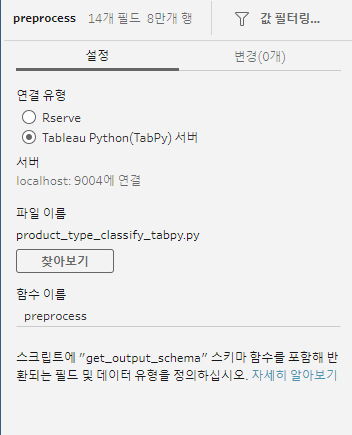 preprocess 14개 필드 8만개 행 값 필터링...
설정 변경(0개)
연결 유형
Rserve
Tableau Python(TabPy) 서버
서버
localhost: 9004에 연결
파일 이름
product_type_classify_tabpy.py
찾아보기
함수 이름
preprocess
스크립트에 "get_output_schema" 스키마 함수를 포함해 반
환되는 필드 및 데이터 유형을 정의하십시오. 자세히 알아보기